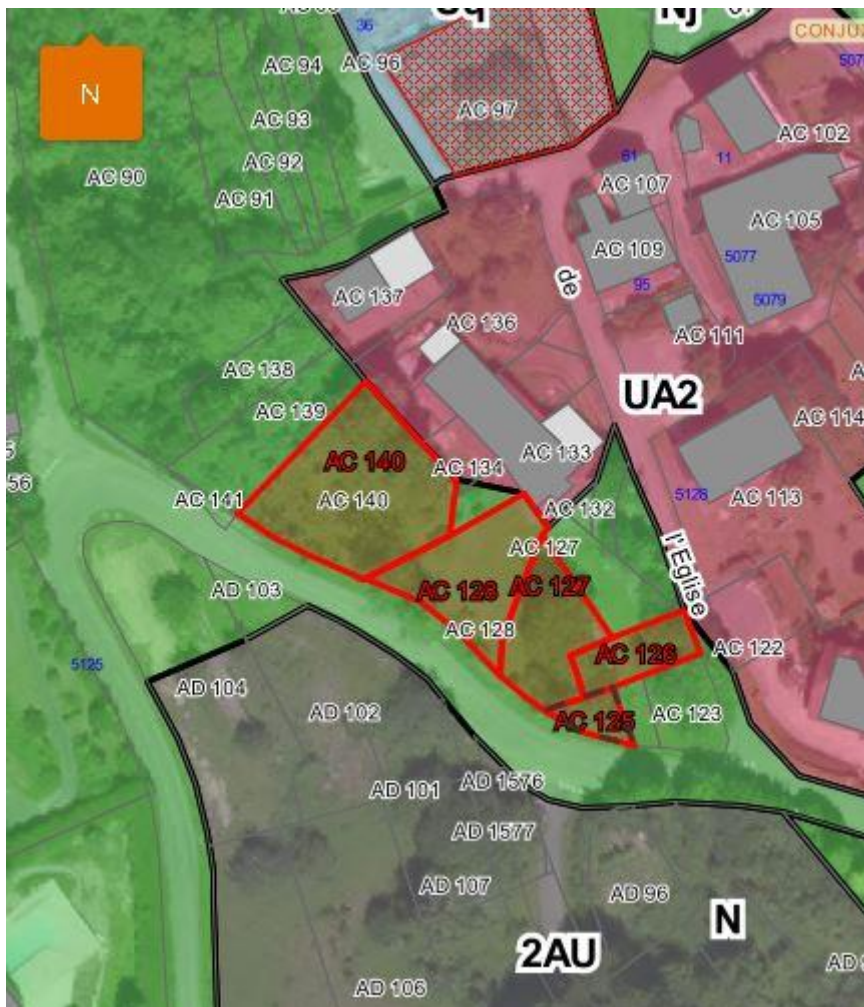 36
Nj
N
AC 94
AC 96
CONJUZ
AC 93
AC 97
AC 92
AC 90
AC 91
61
11
AC 102
AC 107
AC 105
AC 109
5077
95
5079
de
AC 137
AC 136
AC 111
AC 138
AC 139
UA2
AC 114
AC 140
AC 133
AC 134
AC 140
AC 141
AC 132
5128
AC 113
56
AC 127
l'Eglise
AC 128
AC 127
AD 103
AC 128
AC 126
AC 122
5125
AD 104
AD 102
AC 125
AC 123
AD 101
AD 1576
AD 1577
AD 107
AD 96
N
2AU
AD 106